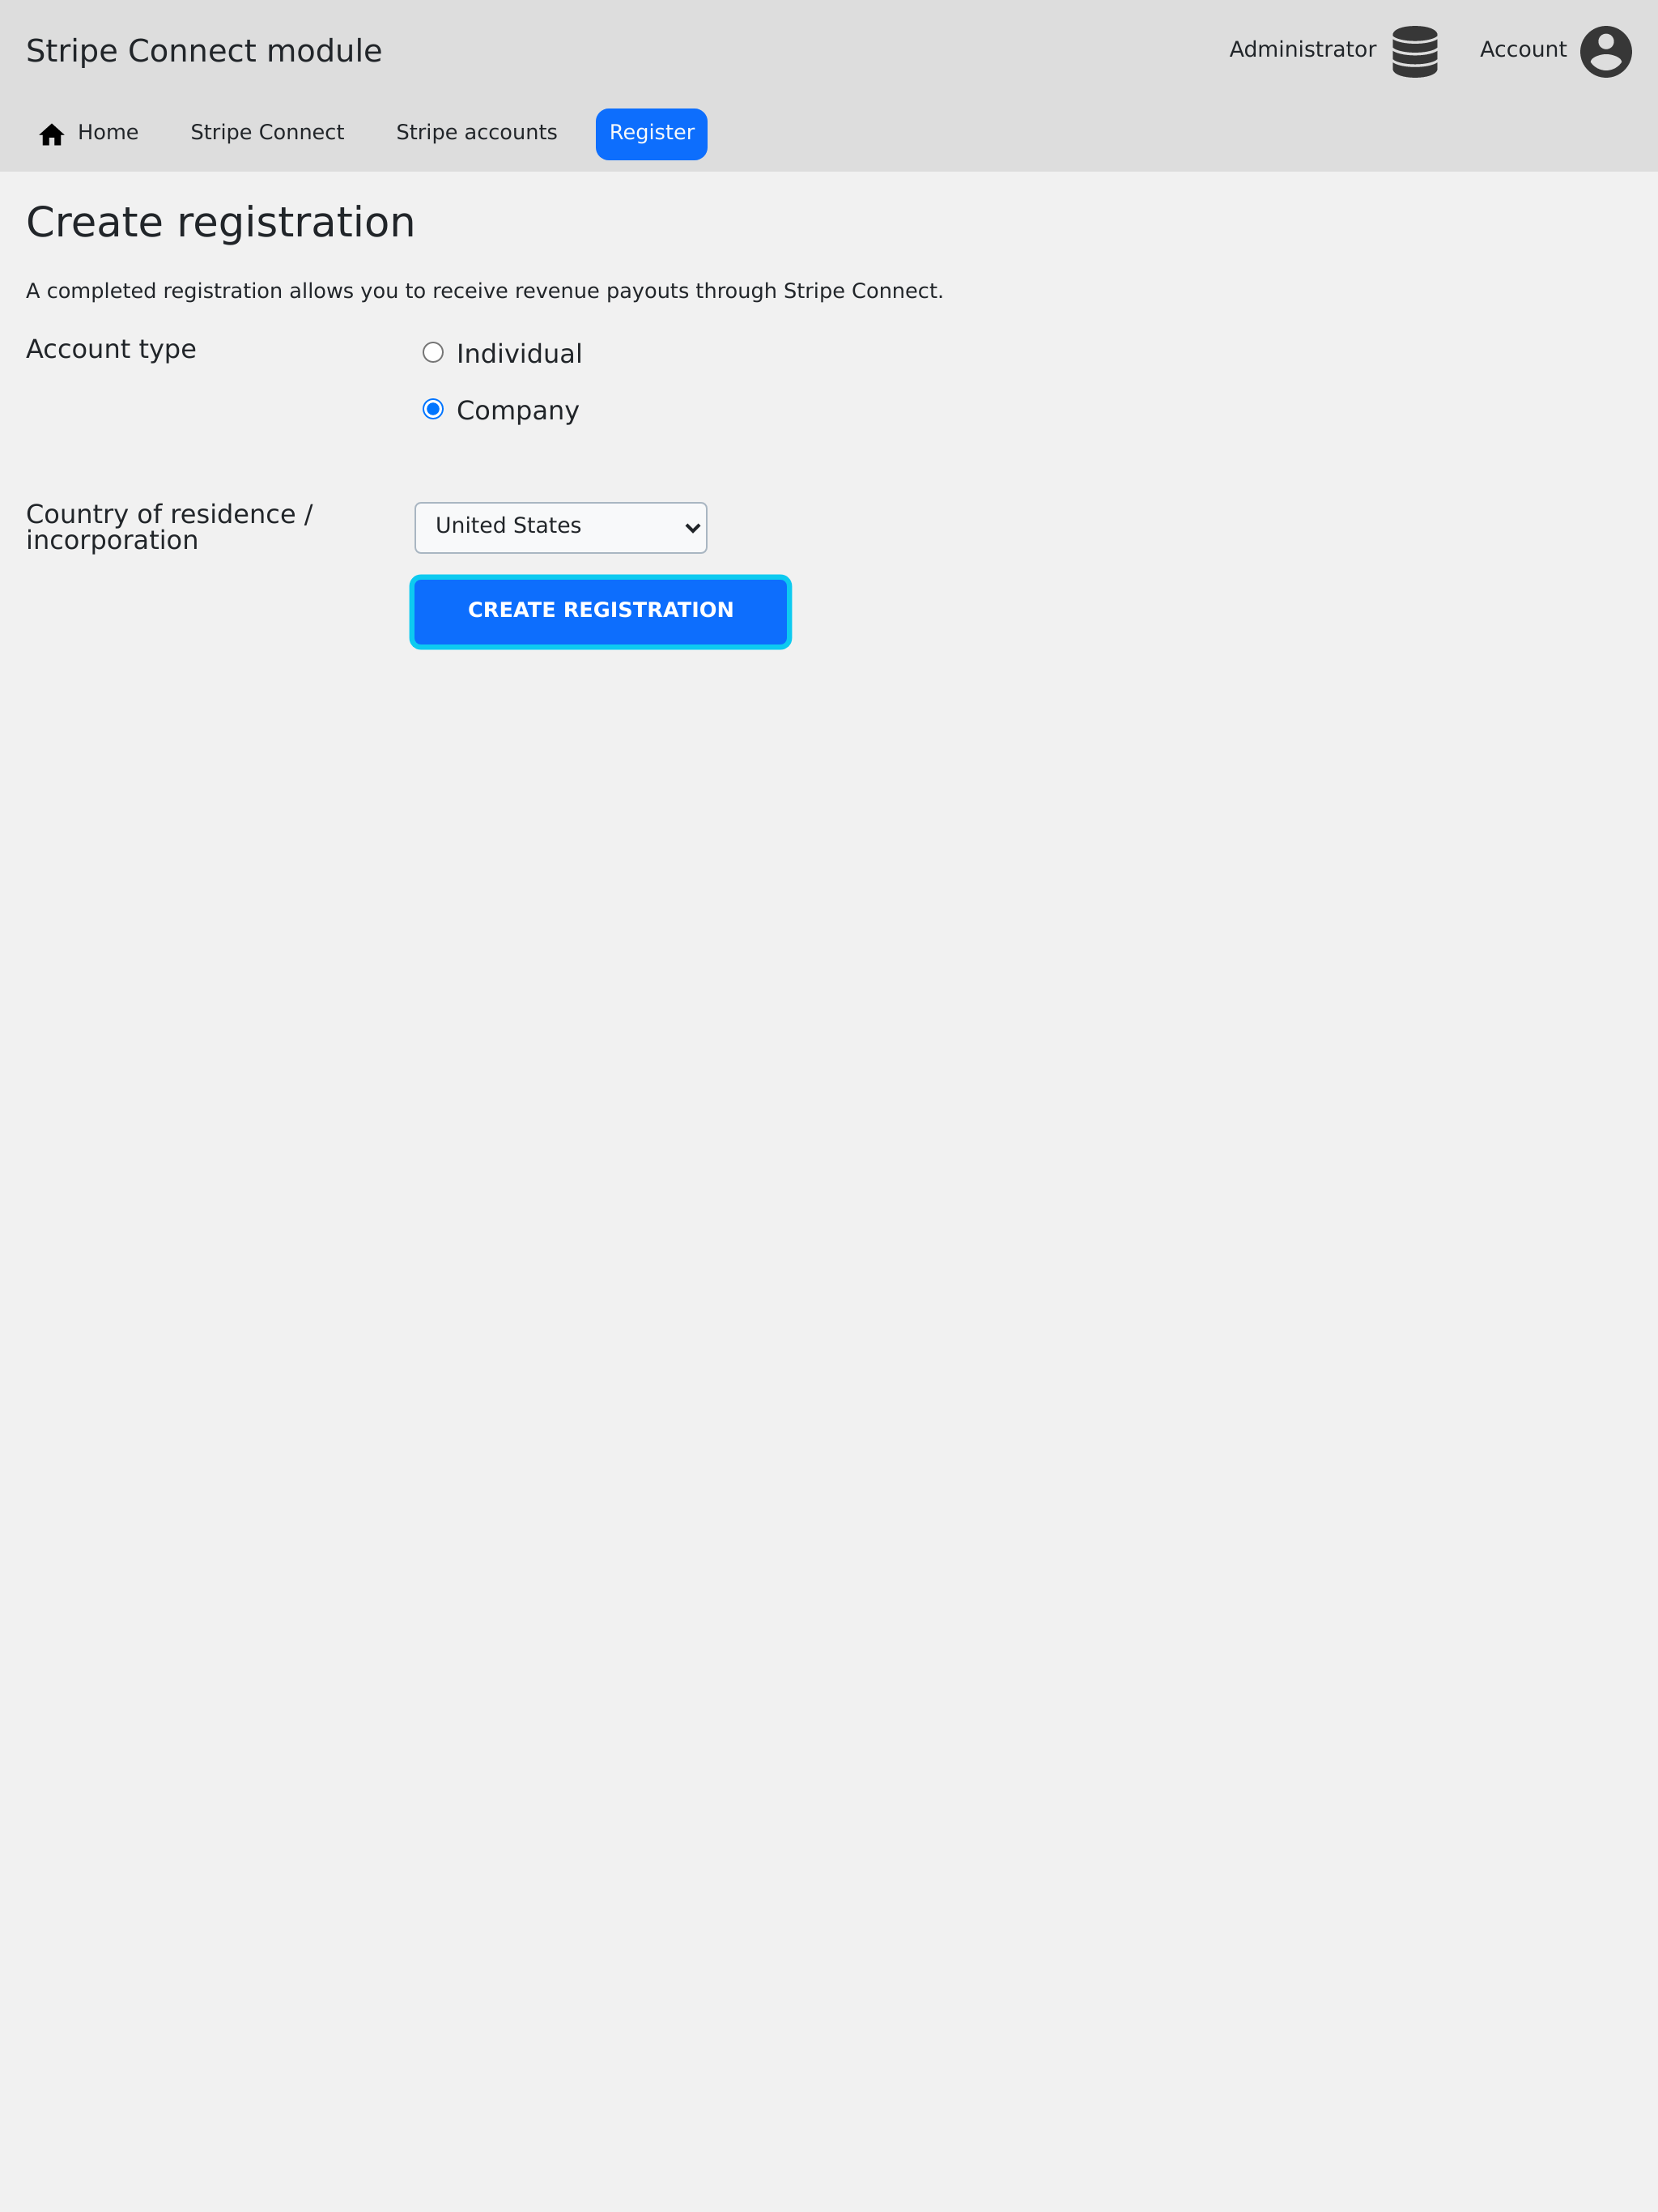 Stripe Connect module
Administrator
Account
Home
Stripe Connect
Stripe accounts
Register
Create registration
A completed registration allows you to receive revenue payouts through Stripe Connect.
Account type
Individual
Company
Country of residence /
incorporation
United States
CREATE REGISTRATION